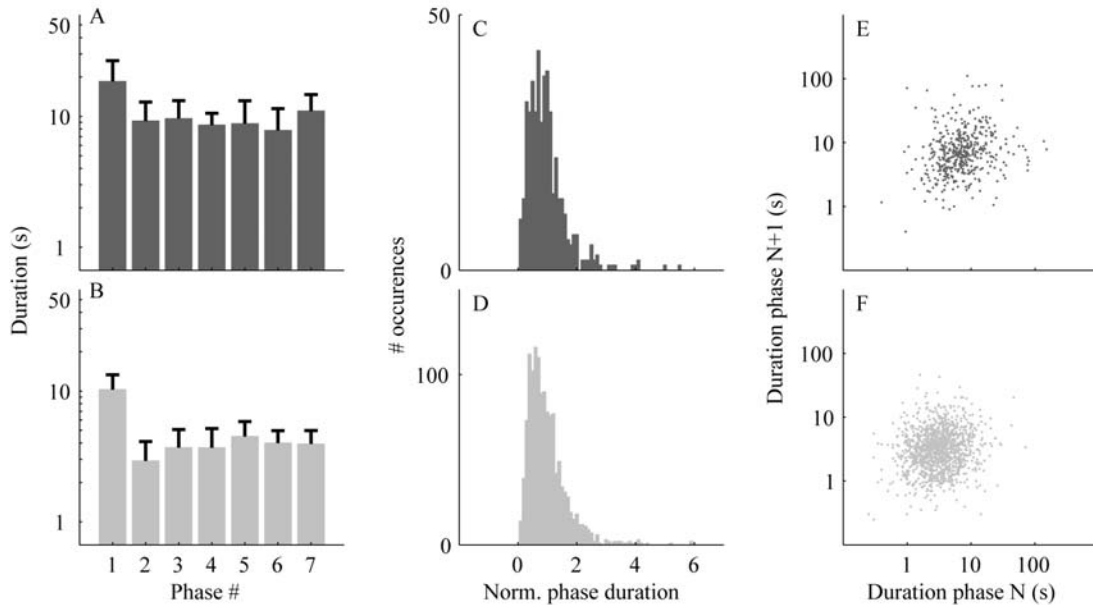 A
50
10
1
B
50
10
1
Duration (s)
1 2 3 4 5 6 7
Phase #
C
50
0
D
100
0
# occurences
0 2 4 6
Norm. phase duration
E
100
10
1
F
100
10
1
Duration phase N+1 (s)
1 10 100
Duration phase N (s)